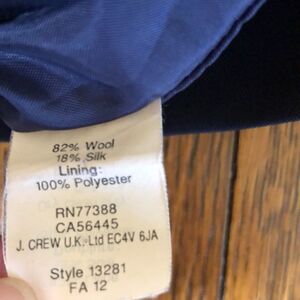 82% Wool
18% Silk
Lining:
100% Polyester
RN77388
CA56445
J. CREW U.K. Ltd EC4V 6JA
Style 13281
FA 12